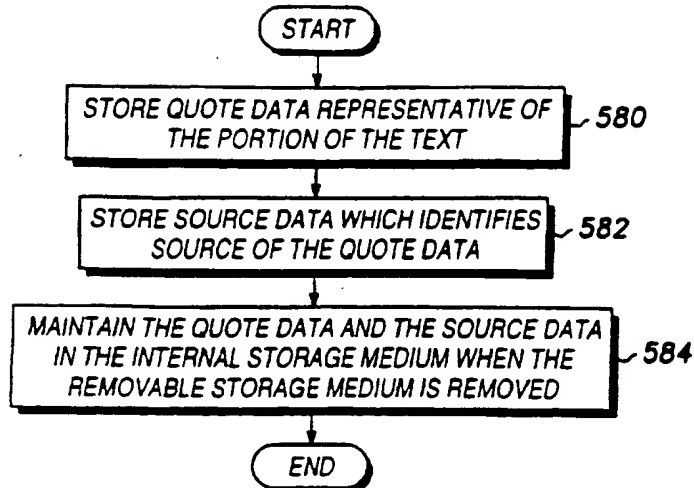 START
STORE QUOTE DATA REPRESENTATIVE OF
THE PORTION OF THE TEXT
580
STORE SOURCE DATA WHICH IDENTIFIES
SOURCE OF THE QUOTE DATA
582
MAINTAIN THE QUOTE DATA AND THE SOURCE DATA
IN THE INTERNAL STORAGE MEDIUM WHEN THE
REMOVABLE STORAGE MEDIUM IS REMOVED
584
END